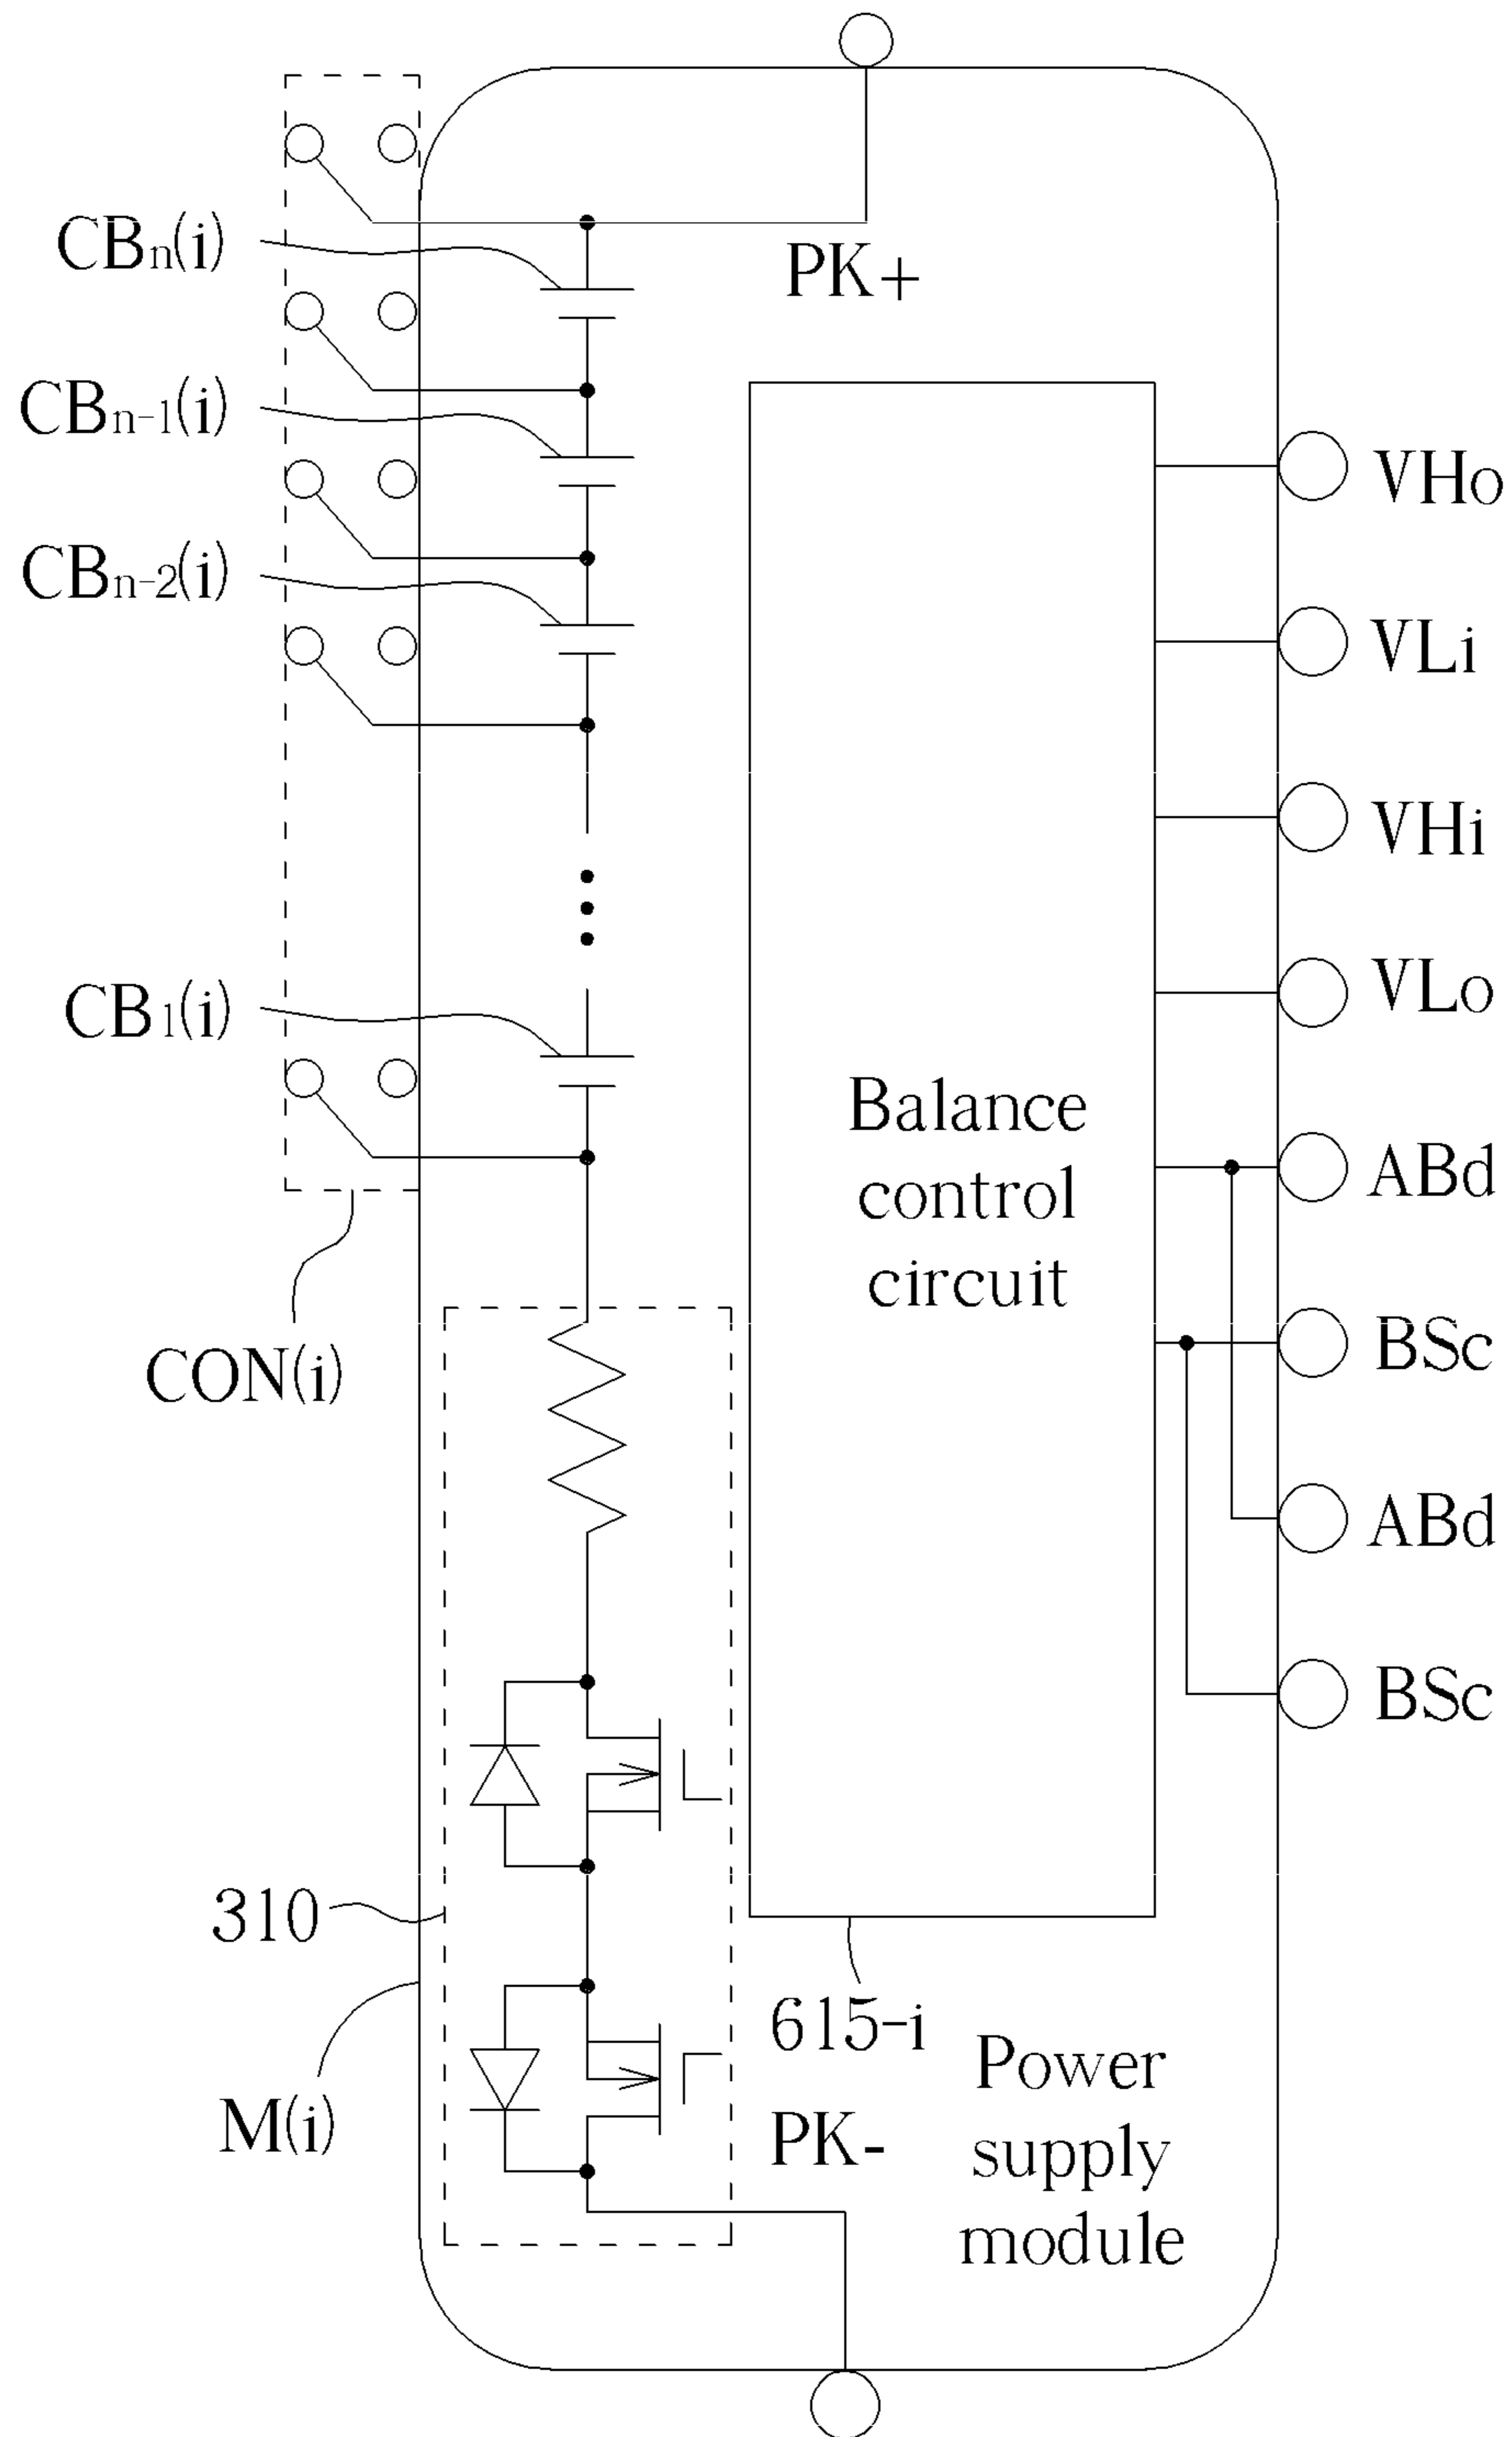 CBn(i)
PK+
CBn-1(i)
VHo
CBn-2(i)
VLi
VHi
CB1(i)
VLo
Balance
control
circuit
ABd
BSc
CON(i)
ABd
BSc
310
615-i
M(i)
PK-
Power
supply
module